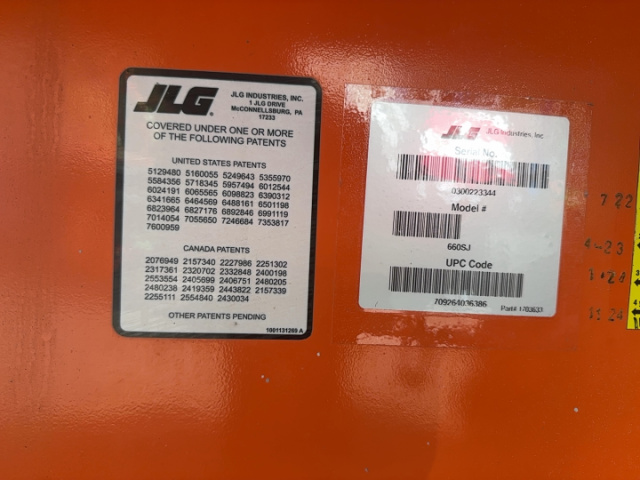 JLG
JLG INDUSTRIES, INC.
1 JLG DRIVE
McCONNELLSBURG, PA
17233
COVERED UNDER ONE OR MORE
OF THE FOLLOWING PATENTS
UNITED STATES PATENTS
5129480 5160055 5249643 5355970
5584356 5718345 5957494 6012544
6024191 6065565 6098823 6390312
6341665 6464569 6488161 6501198
6823964 6827176 6892846 6991119
7014054 7055650 7246684 7353817
7600959
CANADA PATENTS
2076949 2157340 2227986 2251302
2317361 2320702 2332848 2400198
2553554 2405699 2406751 2480205
2480238 2419359 2443822 2157339
2255111 2554840 2430034
OTHER PATENTS PENDING
1001131269 A
JLG JLG Industries, Inc.
Serial No.
0300223344
Model #
660SJ
UPC Code
709264036386
Part# 1703633
7 22
4-23
24
11 24